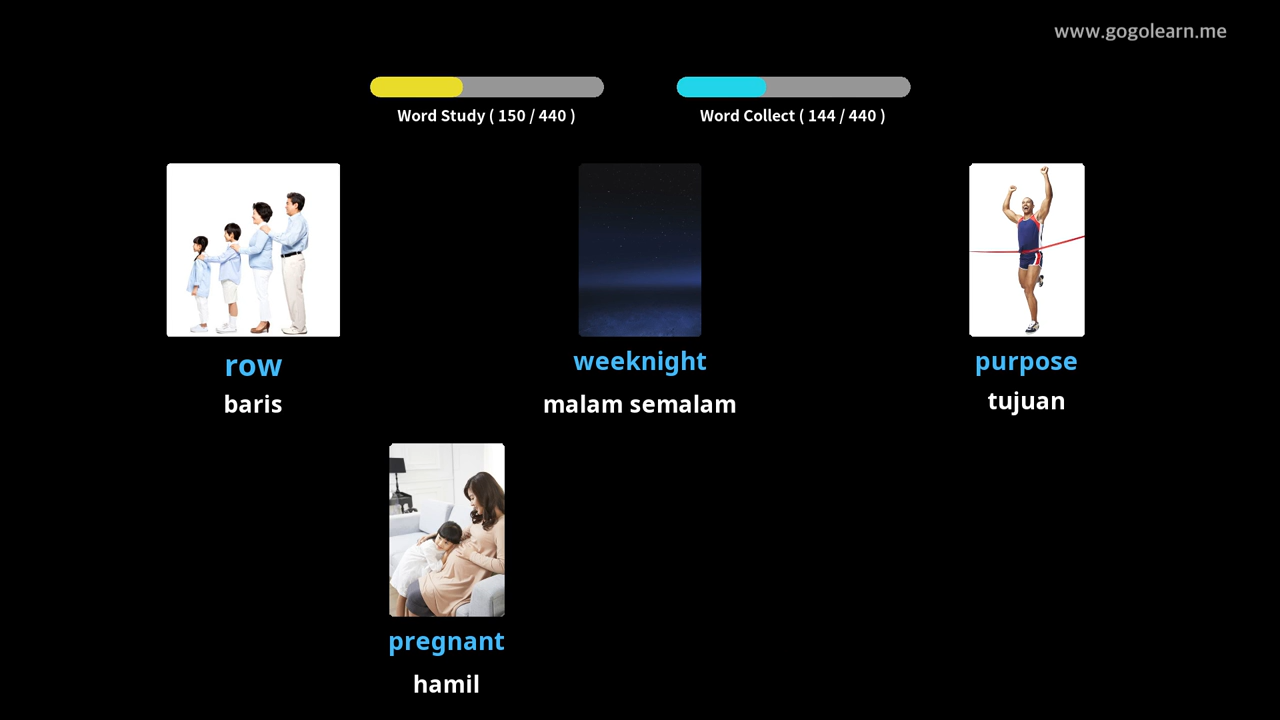 www.gogolearn.me
Word Study ( 150 / 440 )
Word Collect ( 144 / 440 )
row
baris
weeknight
malam semalam
purpose
tujuan
pregnant
hamil